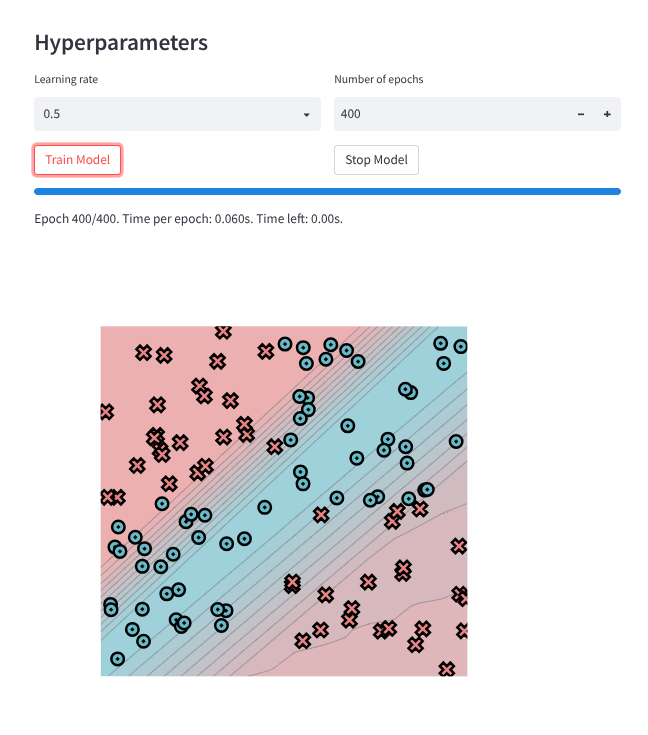 Hyperparameters
Learning rate
Number of epochs
0.5
400
Train Model
Stop Model
Epoch 400/400. Time per epoch: 0.060s. Time left: 0.00s.